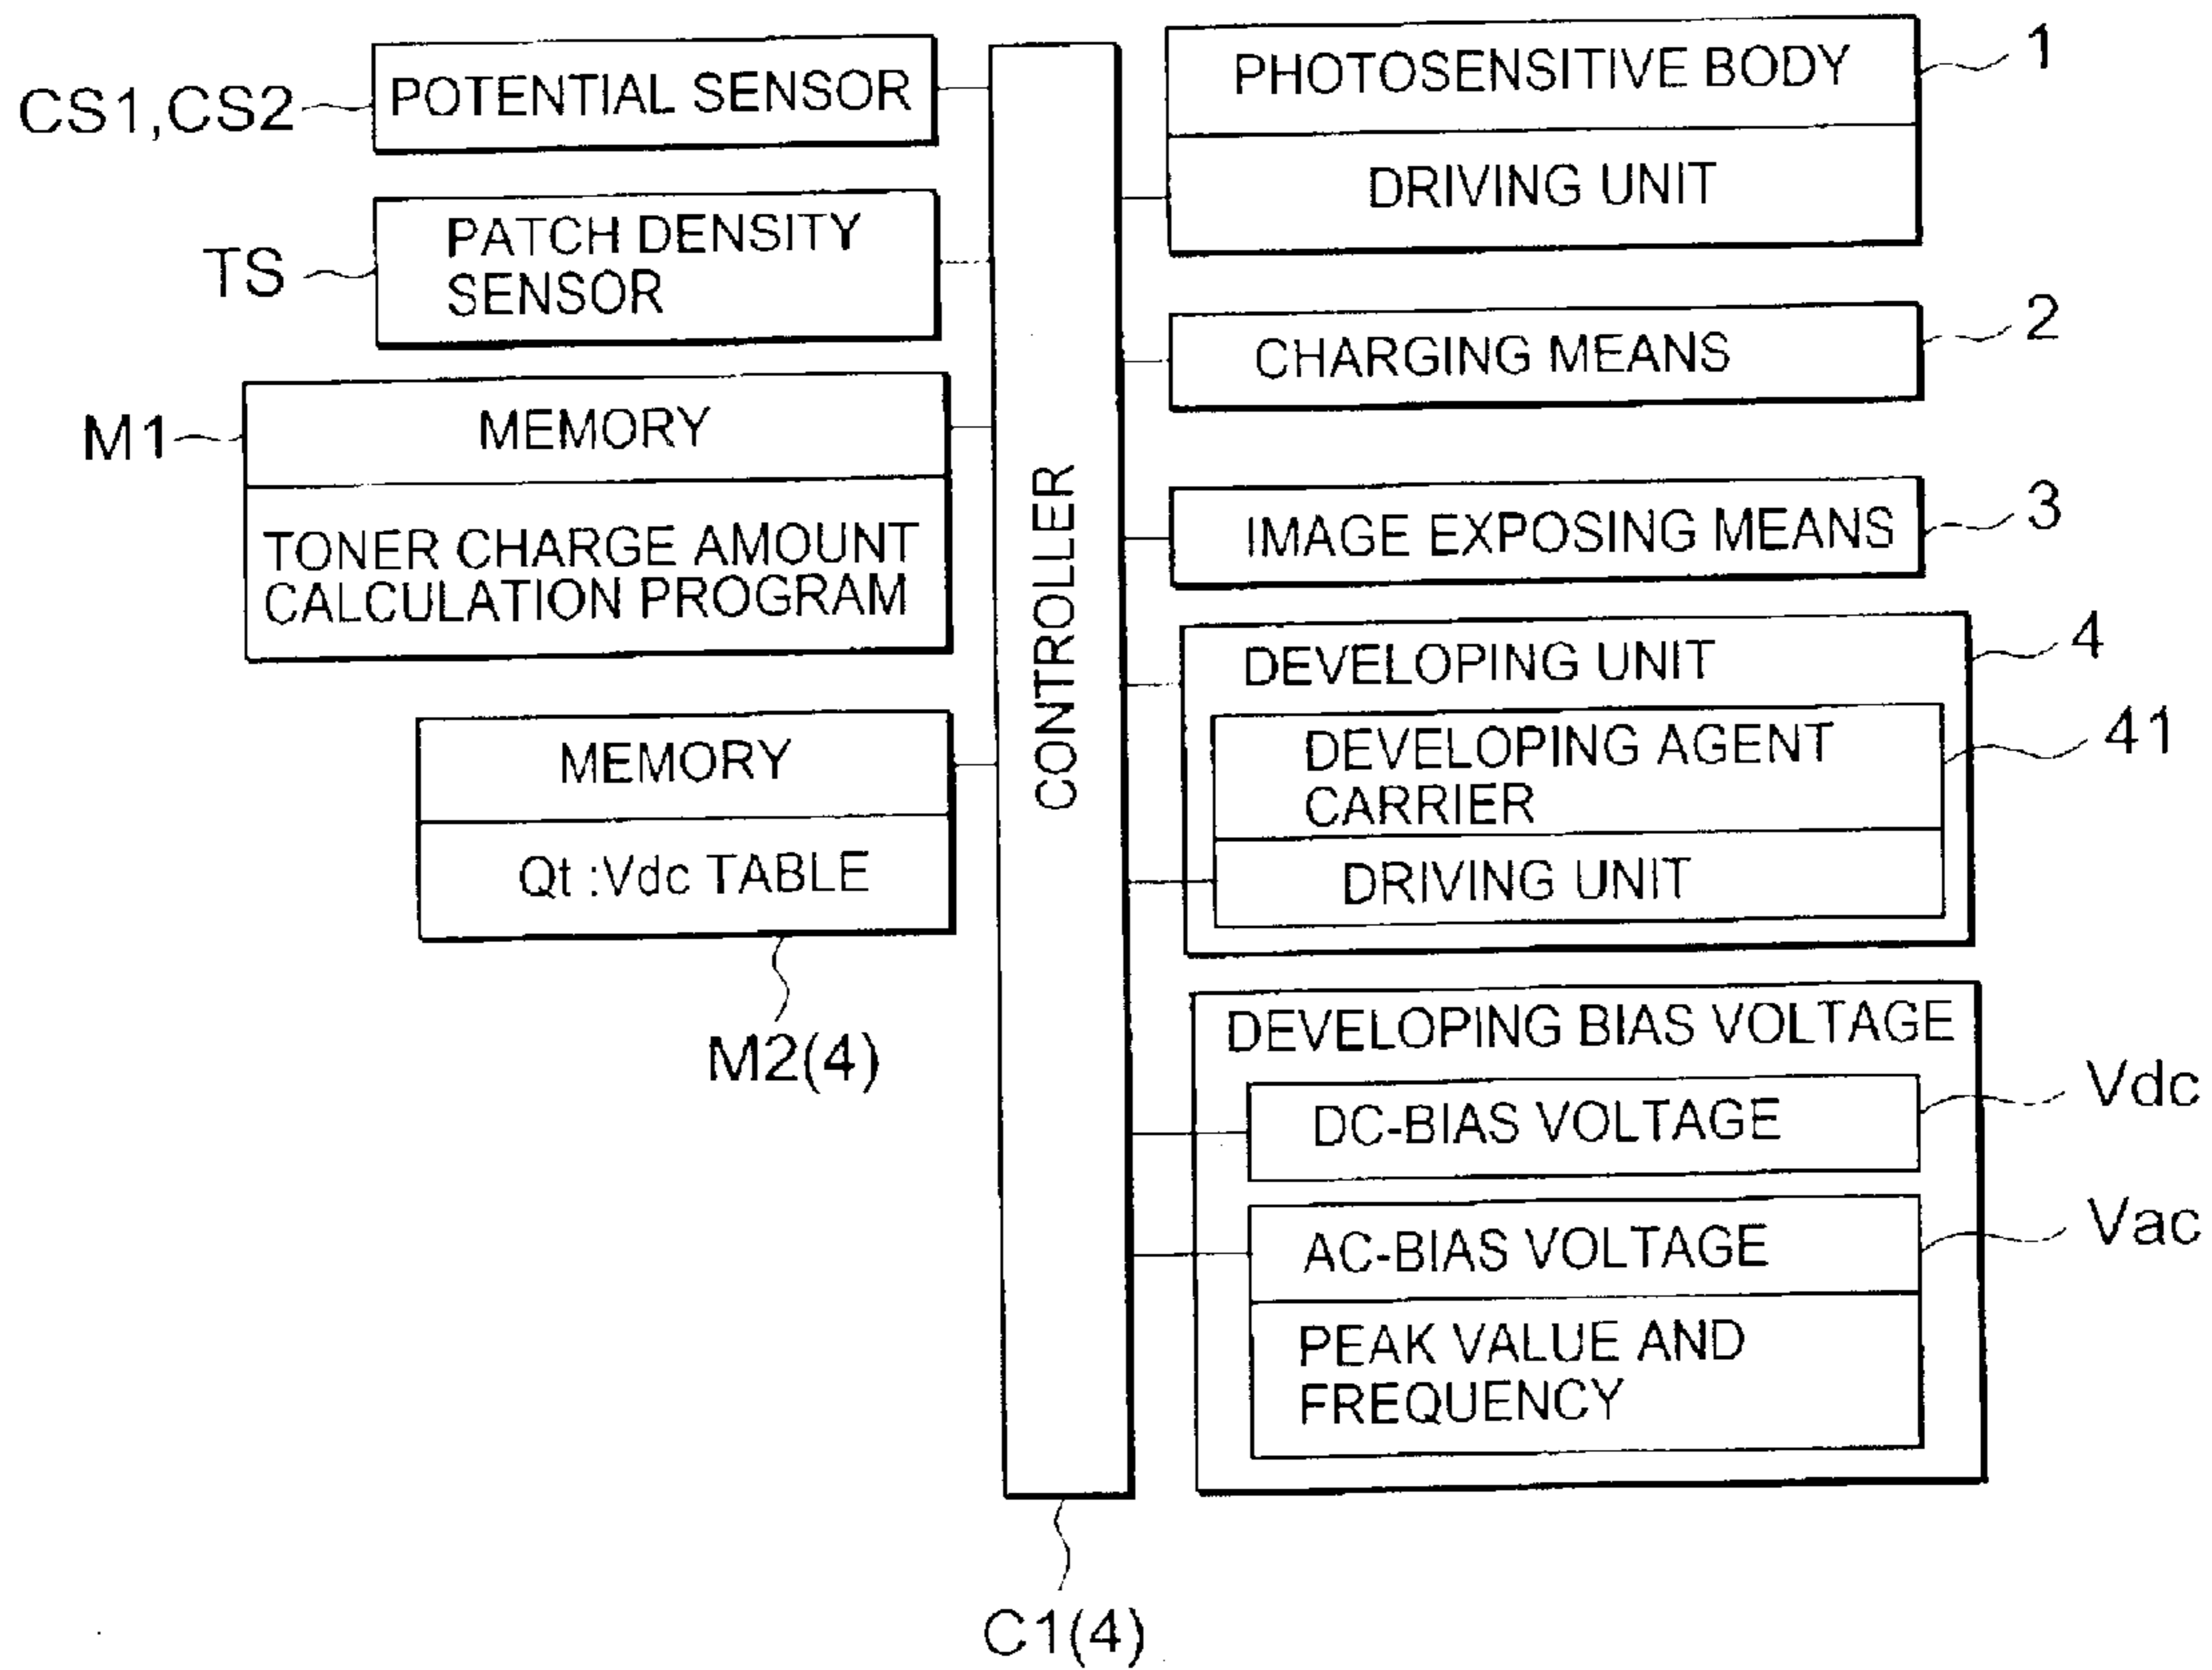 CS1,CS2
POTENTIAL SENSOR
TS
PATCH DENSITY
SENSOR
M1
MEMORY
TONER CHARGE AMOUNT
CALCULATION PROGRAM
MEMORY
Qt :Vdc TABLE
M2(4)
CONTROLLER
C1(4)
PHOTOSENSITIVE BODY
1
DRIVING UNIT
CHARGING MEANS
2
IMAGE EXPOSING MEANS
3
DEVELOPING UNIT
4
DEVELOPING AGENT
CARRIER
41
DRIVING UNIT
DEVELOPING BIAS VOLTAGE
DC-BIAS VOLTAGE
Vdc
AC-BIAS VOLTAGE
Vac
PEAK VALUE AND
FREQUENCY